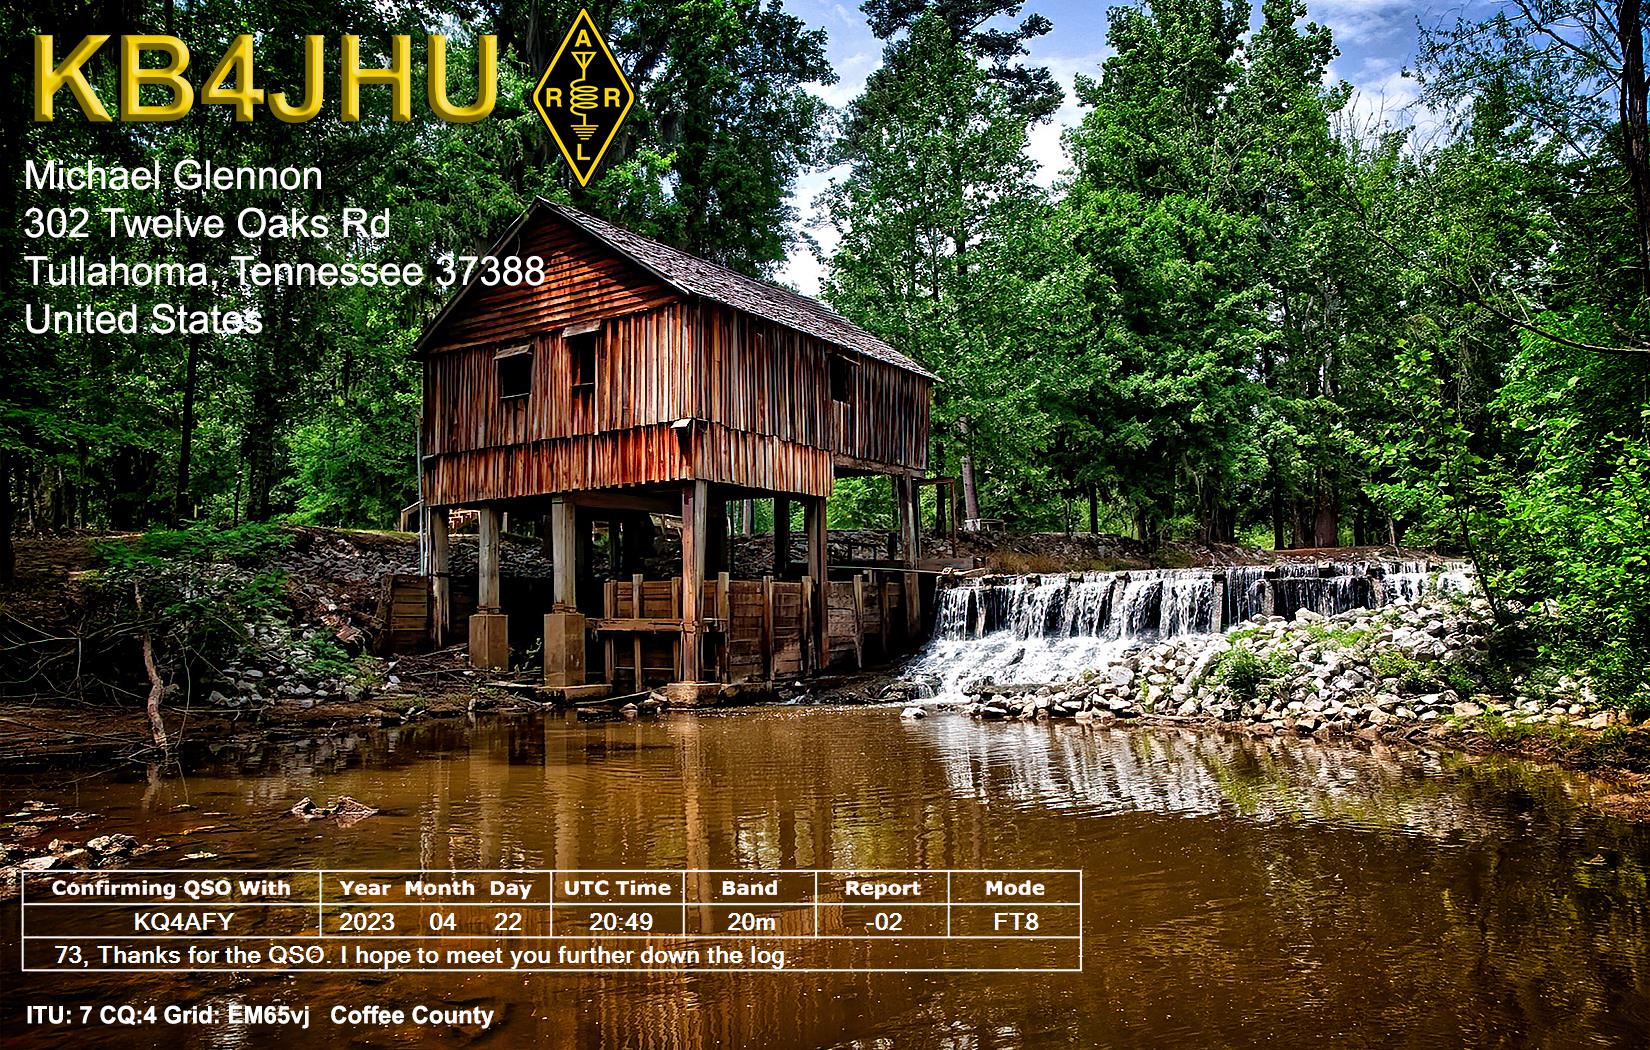 KB4JHU
A
R R
L
Michael Glennon
302 Twelve Oaks Rd
Tullahoma, Tennessee 37388
United States
Confirming QSO With Year Month Day UTC Time Band Report Mode
KQ4AFY 2023 04 22 20:49 20m -02 FT8
73, Thanks for the QSO. I hope to meet you further down the log.
ITU: 7 CQ:4 Grid: EM65vj Coffee County